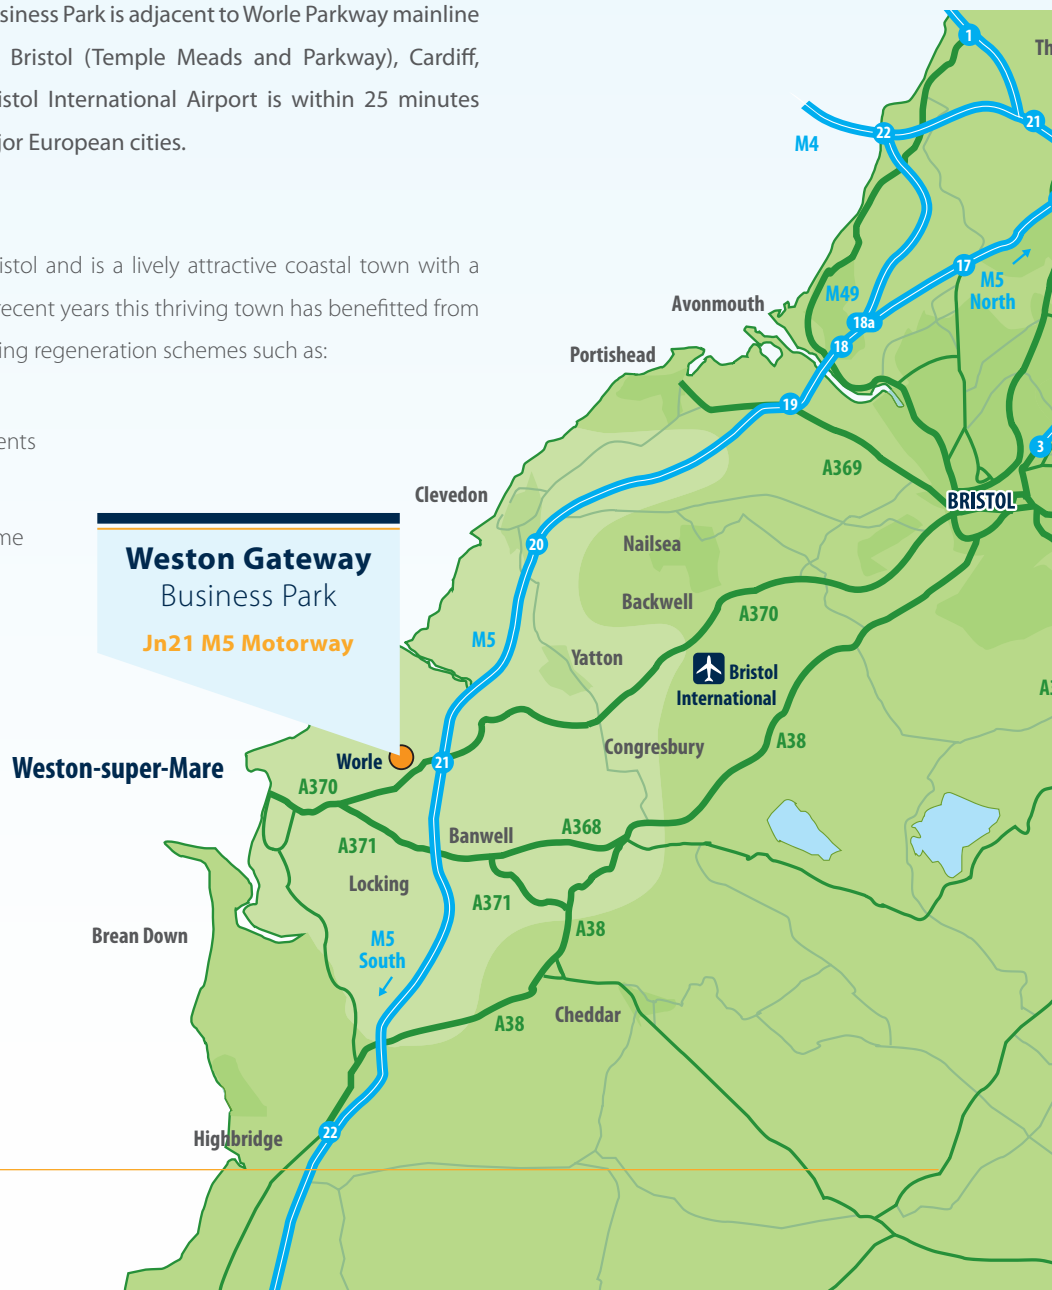 siness Park is adjacent to Worle Parkway mainline
Bristol (Temple Meads and Parkway), Cardiff,
istol International Airport is within 25 minutes
jor European cities.
istol and is a lively attractive coastal town with a
recent years this thriving town has benefitted from
ing regeneration schemes such as:
ents
me
Weston Gateway
Business Park
Jn21 M5 Motorway
1
Th
M4
22
21
17
M5
North
M49
18a
18
Avonmouth
Portishead
19
A369
3
BRISTOL
Clevedon
20
Nailsea
Backwell
A370
M5
Yatton
Bristol
International
A3
Congresbury
A38
Weston-super-Mare
Worle
21
A370
A371
Banwell
A368
Locking
A371
A38
Brean Down
M5
South
A38
Cheddar
Highbridge
22